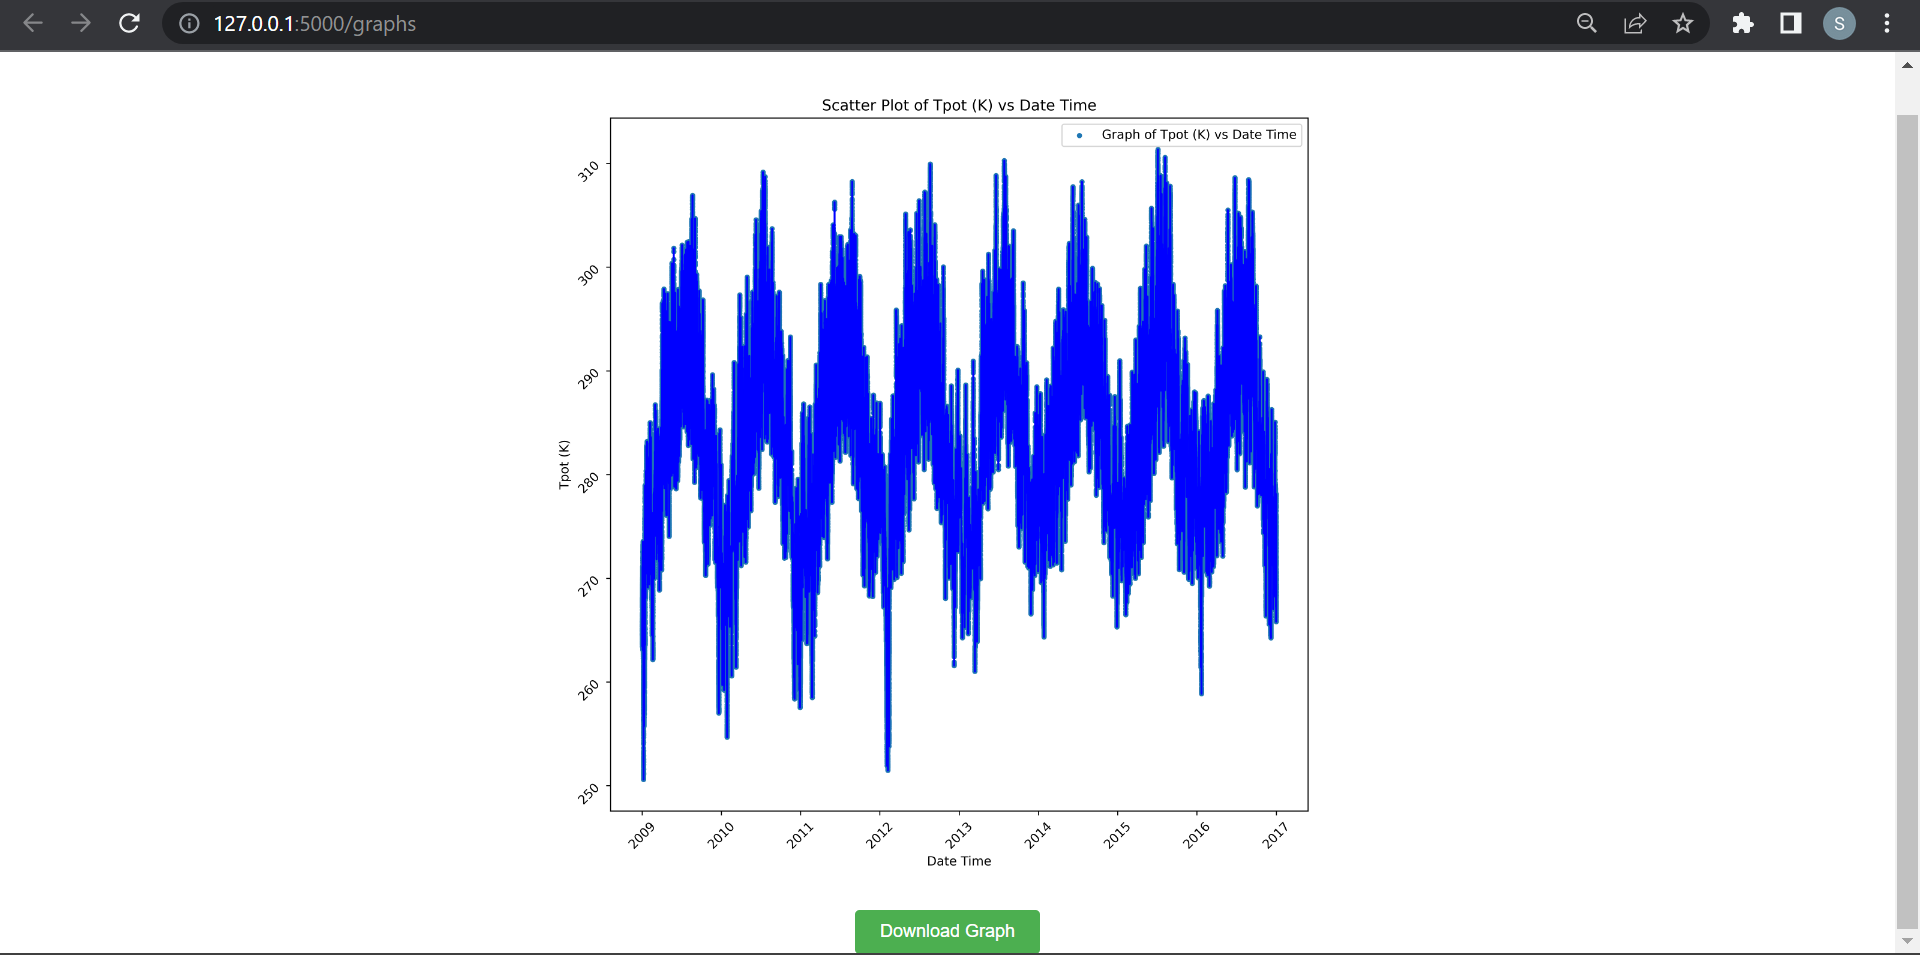 127.0.0.1:5000/graphs
S
Scatter Plot of Tpot (K) vs Date Time
Graph of Tpot (K) vs Date Time
310
300
290
280
270
260
250
Tpot (K)
2009 2010 2011 2012 2013 2014 2015 2016 2017
Date Time
Download Graph